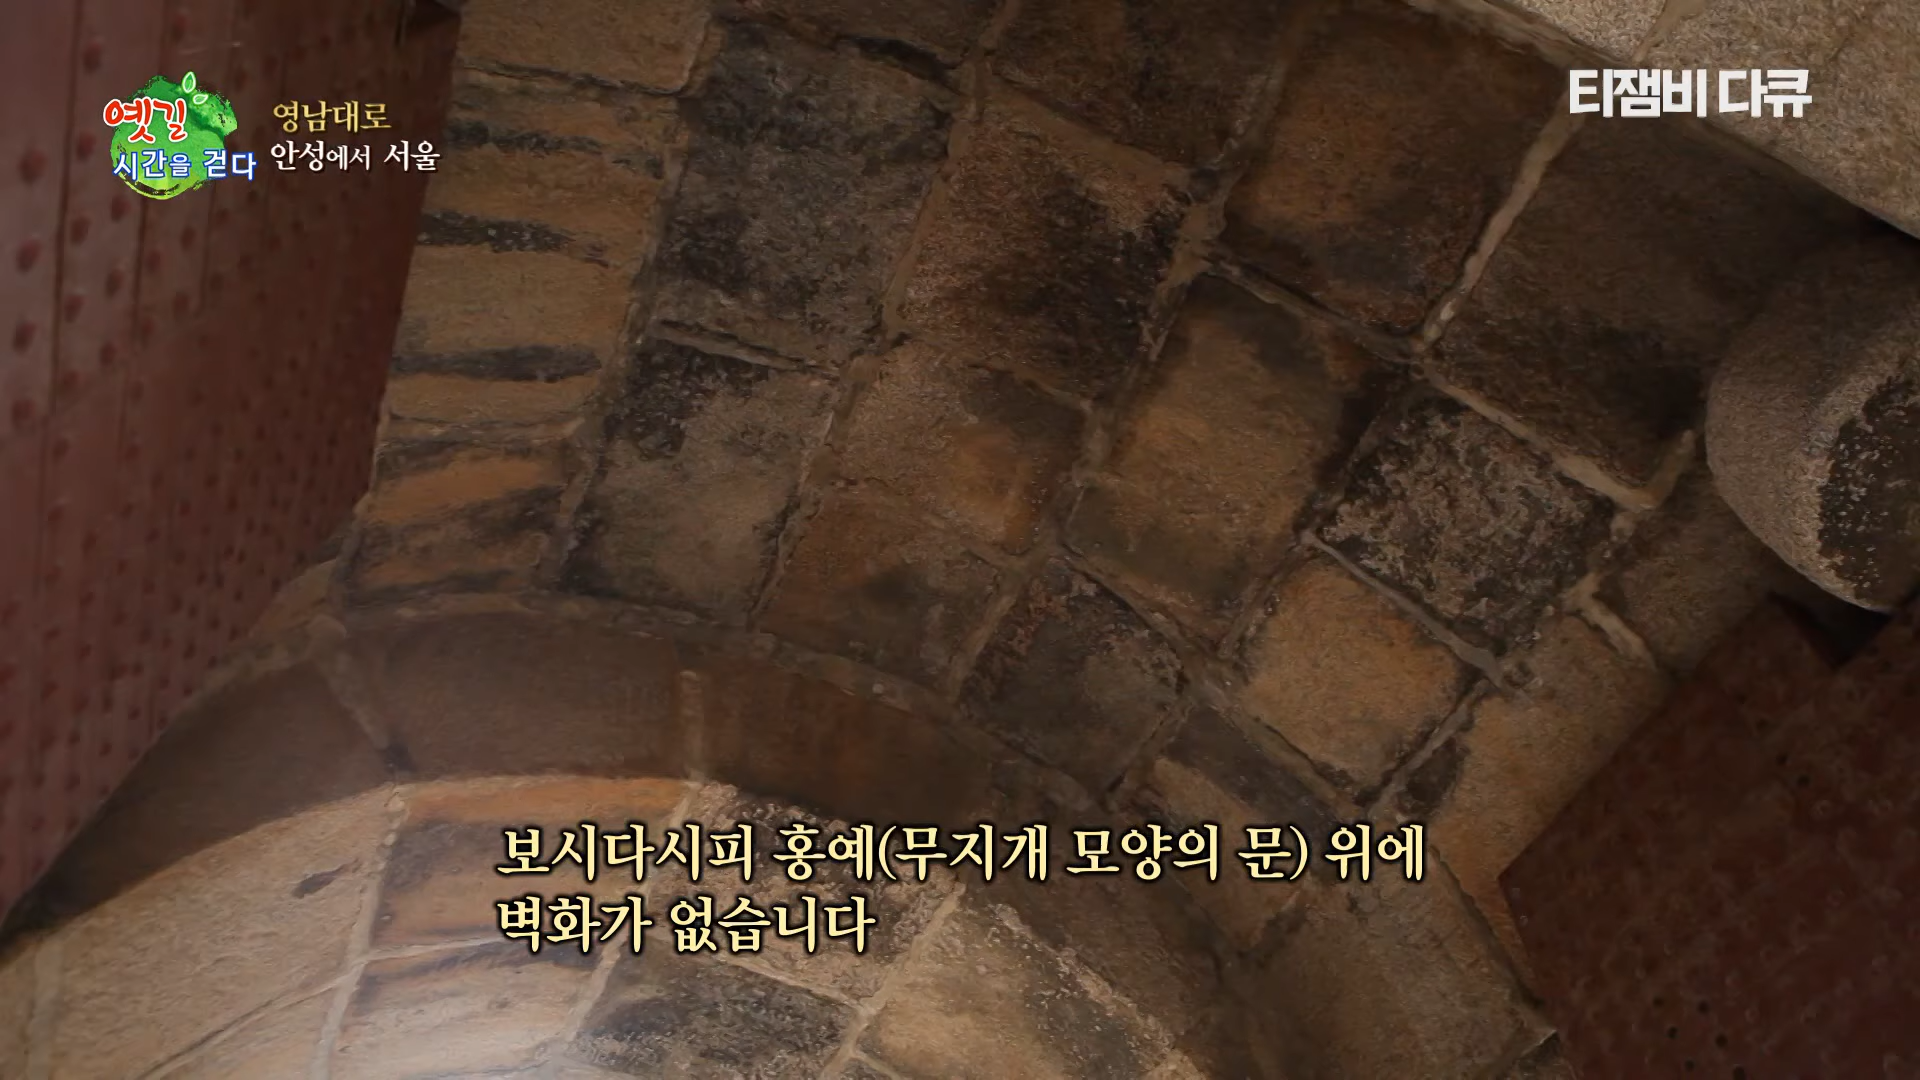 옛길
시간을 걷다
영남대로
안성에서 서울
티잼비 다큐
보시다시피 홍예(무지개 모양의 문) 위에
벽화가 없습니다